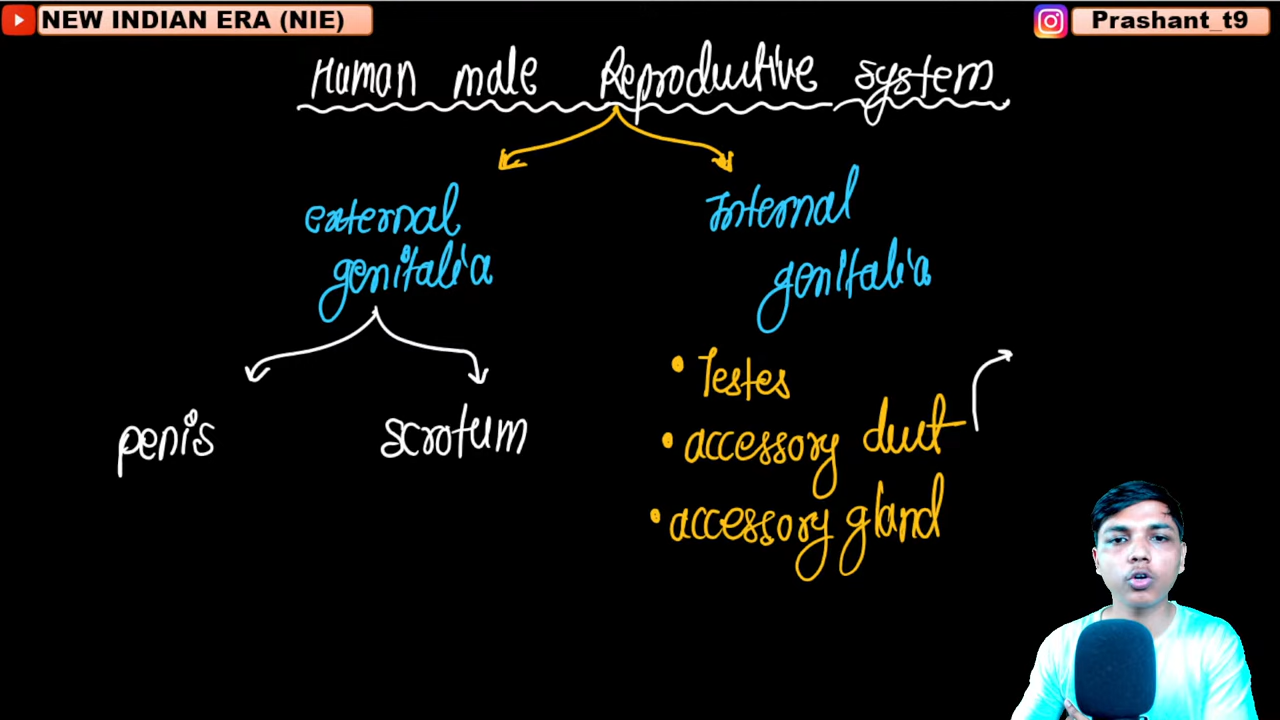 NEW INDIAN ERA (NIE)
Prashant_t9
Human male Reproductive system
external
genitalia
Internal
genitalia
penis
scrotum
• Testes
• accessory duct
• accessory gland